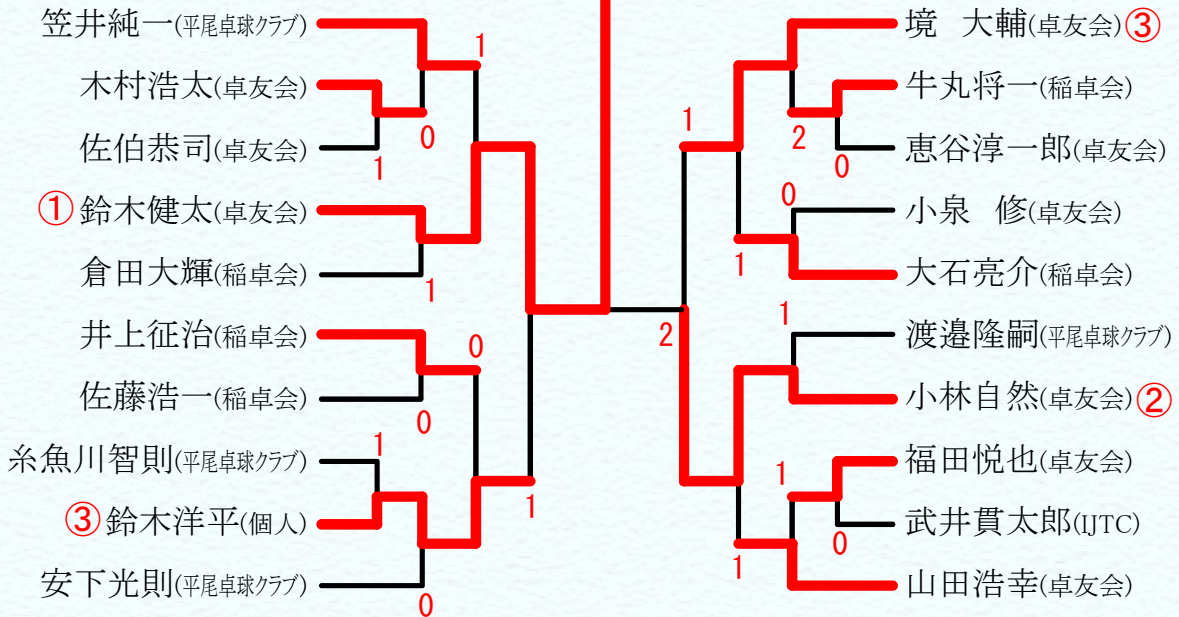 笠井純一(平尾卓球クラブ)
1
木村浩太(卓友会)
0
佐伯恭司(卓友会)
1
①鈴木健太(卓友会)
倉田大輝(稲卓会)
1
井上征治(稲卓会)
0
佐藤浩一(稲卓会)
0
糸魚川智則(平尾卓球クラブ)
1
③鈴木洋平(個人)
1
安下光則(平尾卓球クラブ)
0
境 大輔(卓友会)③
牛丸将一(稲卓会)
1
2
恵谷淳一郎(卓友会)
0
0
小泉 修(卓友会)
大石亮介(稲卓会)
1
1
渡邉隆嗣(平尾卓球クラブ)
2
小林自然(卓友会)②
福田悦也(卓友会)
1
武井貫太郎(IJTC)
0
山田浩幸(卓友会)
1